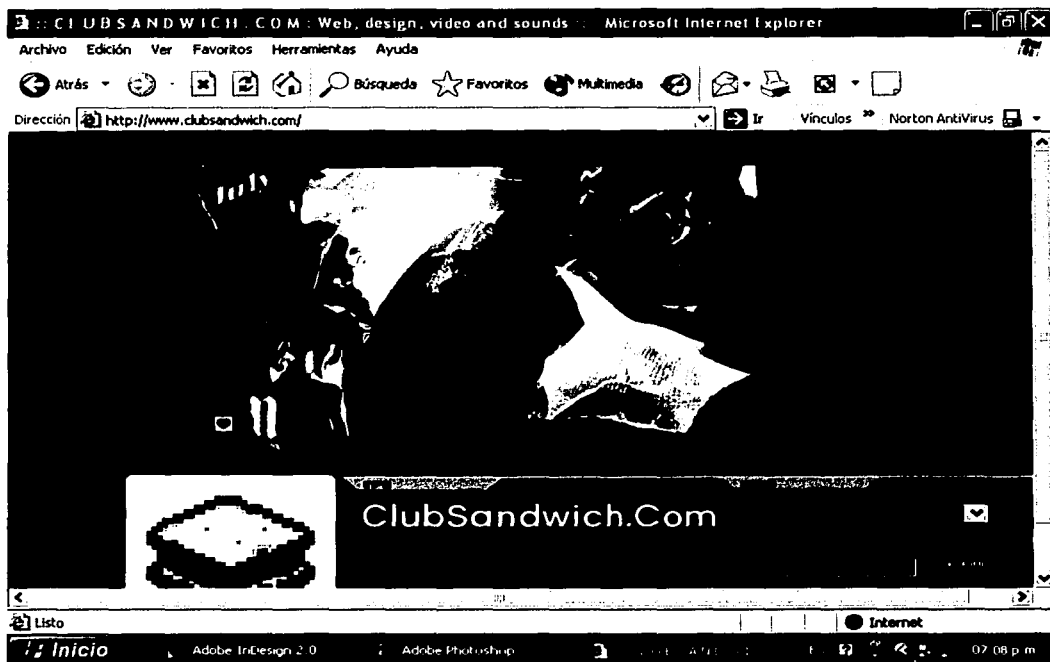 :: C L U B S A N D W I C H . C O M : Web, design, video and sounds :: Microsoft Internet Explorer
Archivo Edición Ver Favoritos Herramientas Ayuda
Atrás Búsqueda Favoritos Multimedia
Dirección http://www.clubsandwich.com/ Ir Vínculos » Norton AntiVirus
July
ClubSandwich.Com
Listo Internet
Inicio Adobe InDesign 2.0 Adobe Photoshop 07:08 p.m.